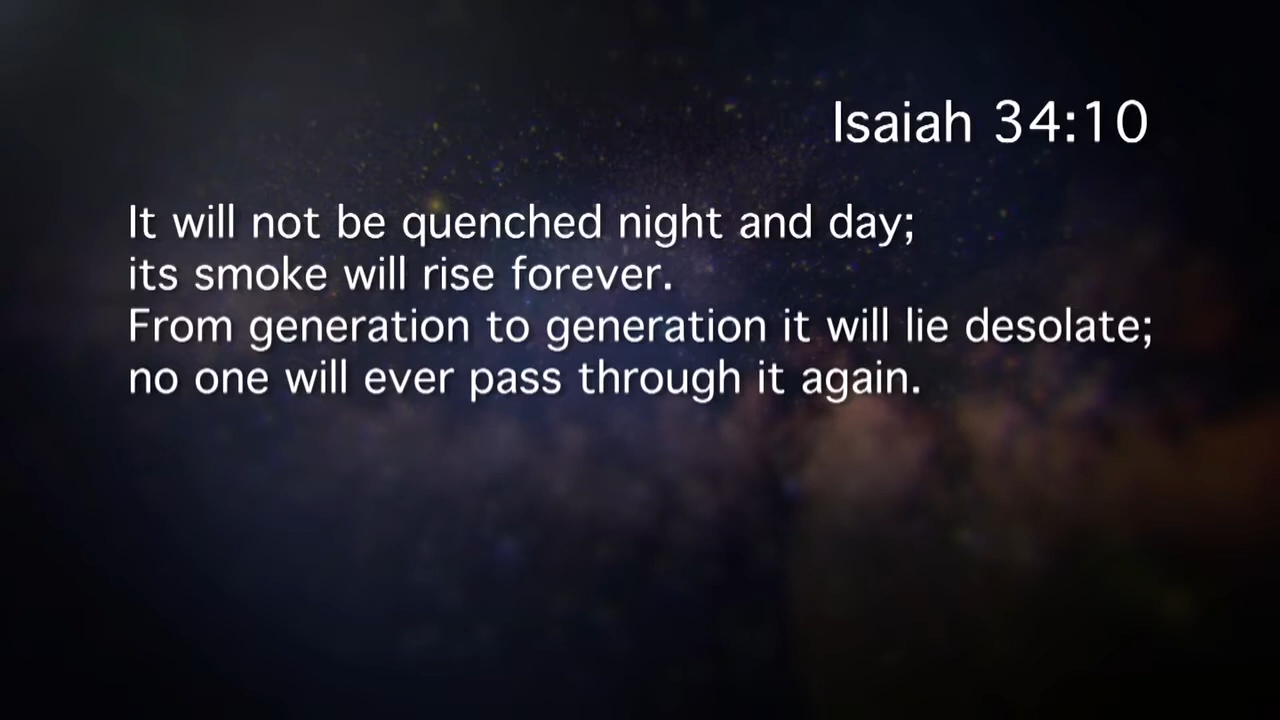 Isaiah 34:10
It will not be quenched night and day;
its smoke will rise forever.
From generation to generation it will lie desolate;
no one will ever pass through it again.